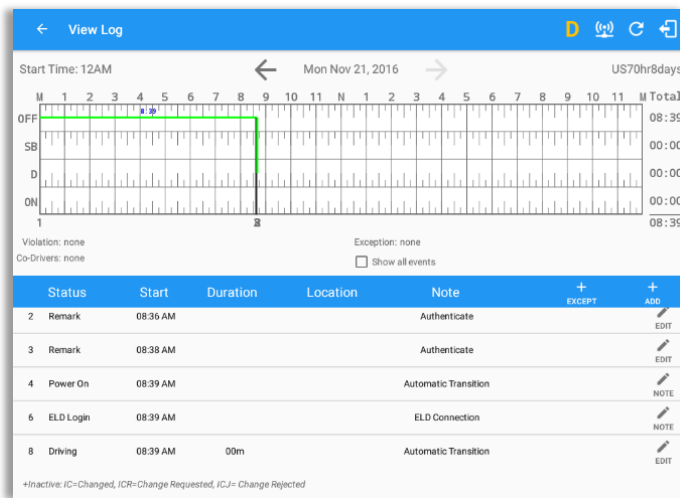 View Log D
Start Time: 12AM Mon Nov 21, 2016 US70hr8days
M 1 2 3 4 5 6 7 8 9 10 11 N 1 2 3 4 5 6 7 8 9 10 11 M Total
8:39
OFF 08:39
SB 00:00
D 00:00
ON 00:00
1 08:39
Violation: none Exception: none
Co-Drivers: none Show all events
Status Start Duration Location Note + EXCEPT + ADD
2 Remark 08:36 AM Authenticate EDIT
3 Remark 08:38 AM Authenticate EDIT
4 Power On 08:39 AM Automatic Transition NOTE
6 ELD Login 08:39 AM ELD Connection NOTE
8 Driving 08:39 AM 00m Automatic Transition EDIT
+Inactive: IC=Changed, ICR=Change Requested, ICJ= Change Rejected